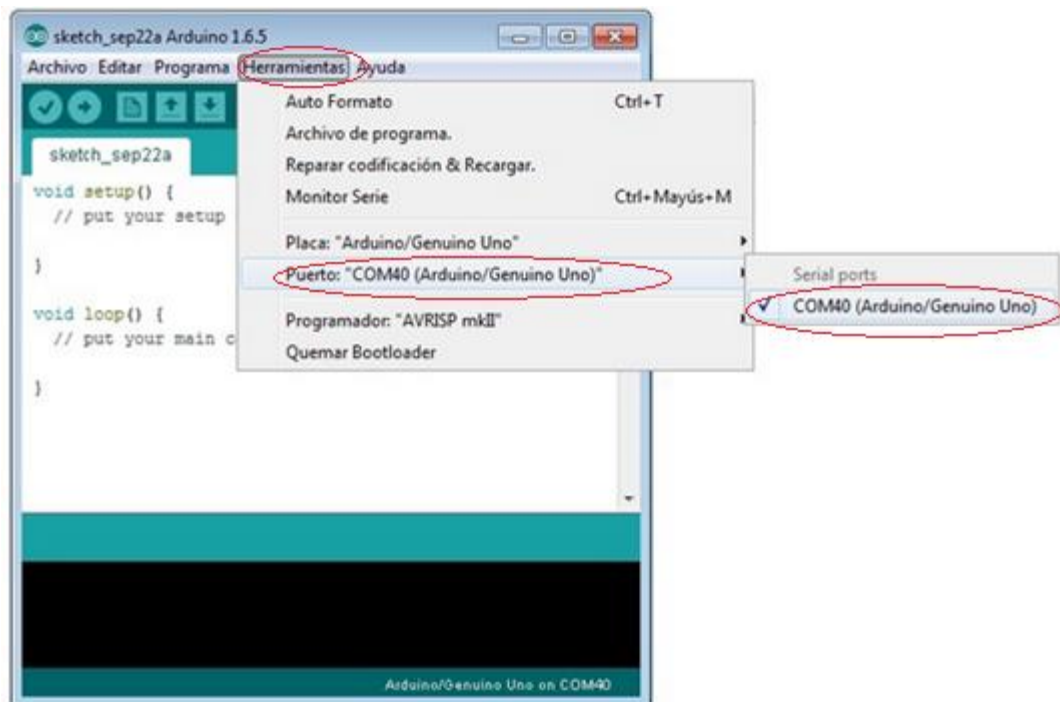 sketch_sep22a Arduino 1.6.5
Archivo Editar Programa Herramientas Ayuda
sketch_sep22a
void setup() {
// put your setup
}
void loop() {
// put your main c
}
Auto Formato Ctrl+T
Archivo de programa.
Reparar codificación & Recargar.
Monitor Serie Ctrl+Mayús+M
Placa: "Arduino/Genuino Uno"
Puerto: "COM40 (Arduino/Genuino Uno)"
Programador: "AVRISP mkII"
Quemar Bootloader
Serial ports
COM40 (Arduino/Genuino Uno)
Arduino/Genuino Uno on COM40